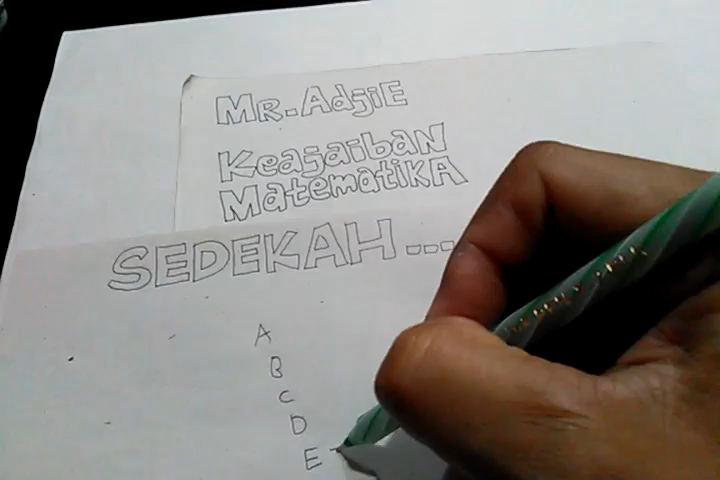 MR. AdjiE
KeajaibaN
MatematiKA
SEDEKAH ...
A
B
C
D
E